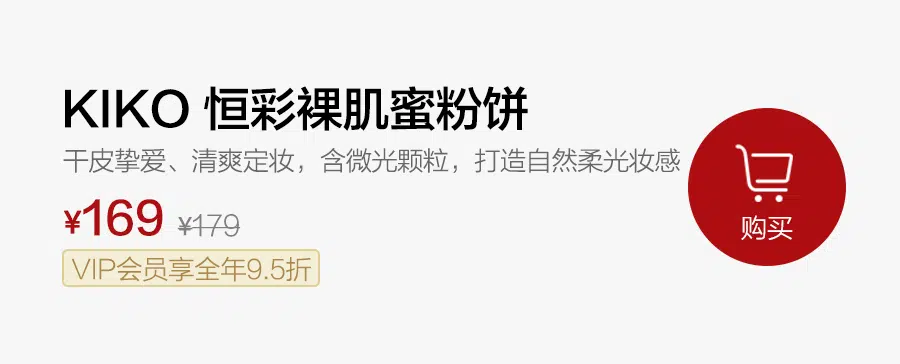 KIKO 恒彩裸肌蜜粉饼
干皮挚爱、清爽定妆，含微光颗粒，打造自然柔光妆感
¥169 ¥179
VIP会员享全年9.5折
购买